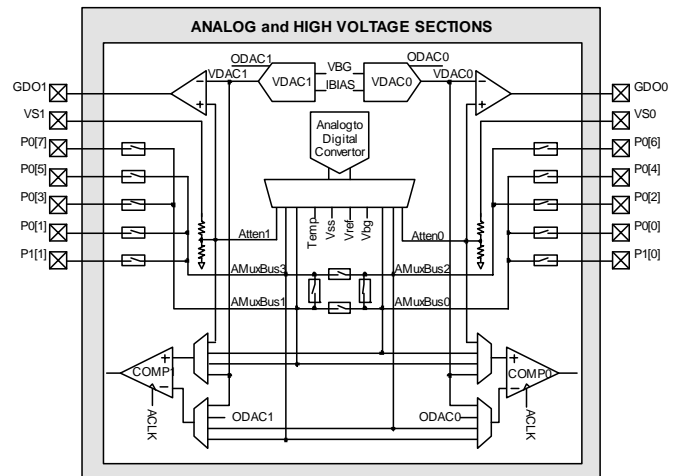 ANALOG and HIGH VOLTAGE SECTIONS
ODAC1
ODAC0
VDAC1
VBG
VDAC0
GDO1
VDAC1
IBIAS
VDAC0
GDO0
VS1
VS0
Analog to
Digital
Convertor
P0[7]
P0[6]
P0[5]
P0[4]
P0[3]
P0[2]
P0[1]
Atten1
Temp
Vss
Vref
Vbg
Atten0
P0[0]
P1[1]
AMuxBus3
AMuxBus2
P1[0]
AMuxBus1
AMuxBus0
+
COMP1
−
+
COMP0
−
ACLK
ODAC1
ODAC0
ACLK
−
+
−
+